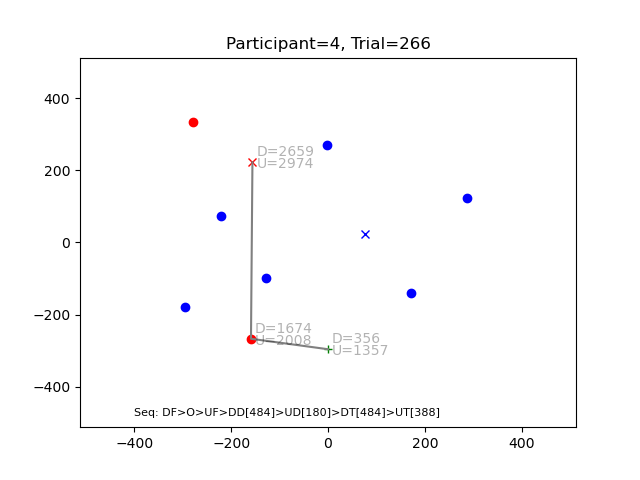 Participant=4, Trial=266
400
200
0
−200
−400
D=2659
U=2974
D=1674
U=2008
D=356
U=1357
Seq: DF>O>UF>DD[484]>UD[180]>DT[484]>UT[388]
−400
−200
0
200
400